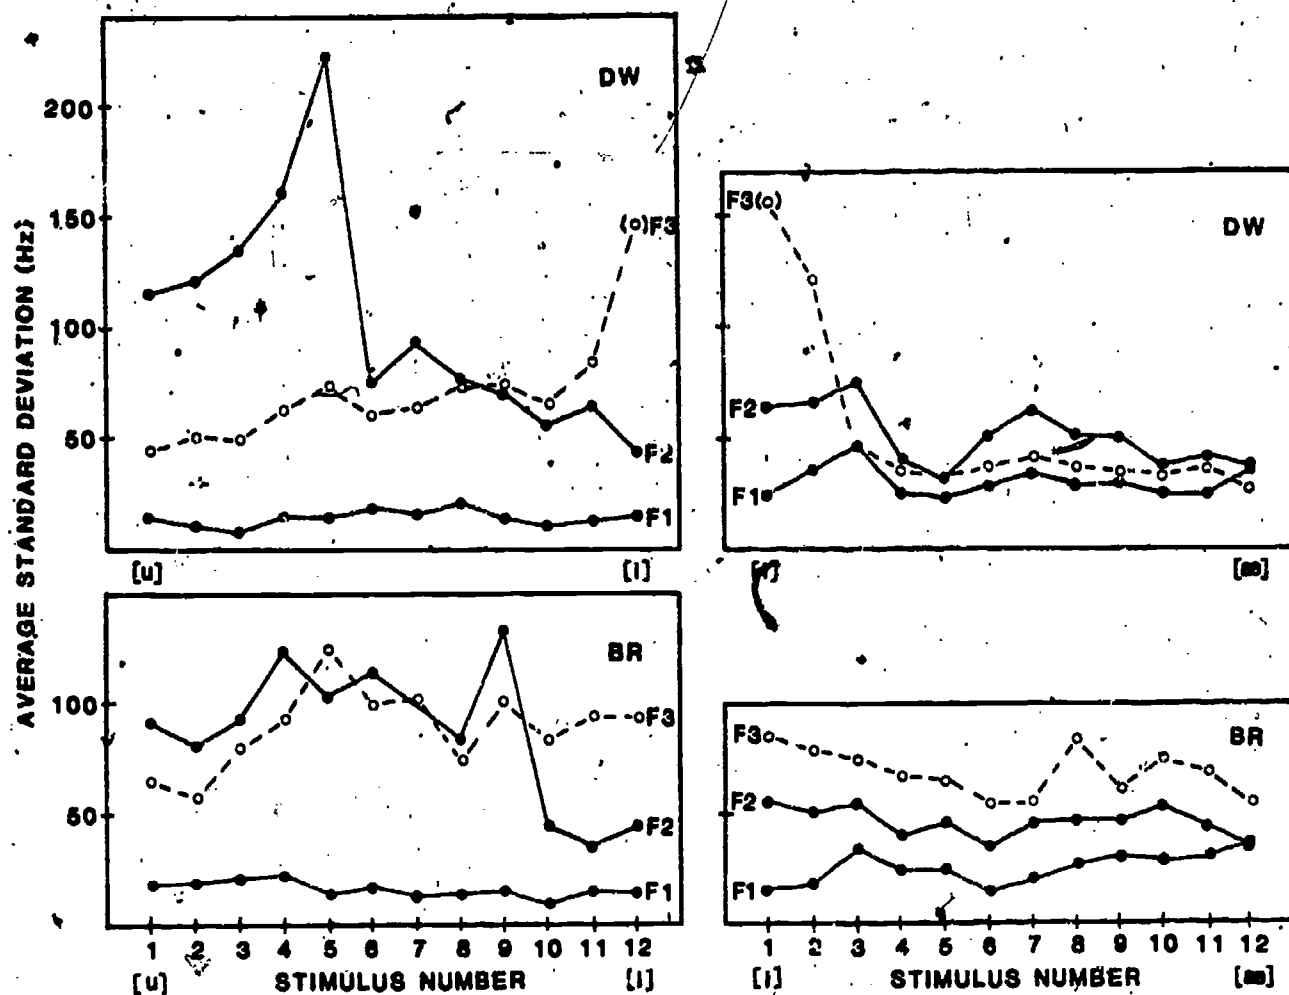 AVERAGE STANDARD DEVIATION (Hz)
DW
200
150
100
50
(o)F3
F2
F1
[u] [i]
DW
F3(o)
F2
F1
[i] [æ]
BR
100
50
F3
F2
F1
1 2 3 4 5 6 7 8 9 10 11 12
[u] STIMULUS NUMBER [i]
BR
F3
F2
F1
1 2 3 4 5 6 7 8 9 10 11 12
[i] STIMULUS NUMBER [æ]